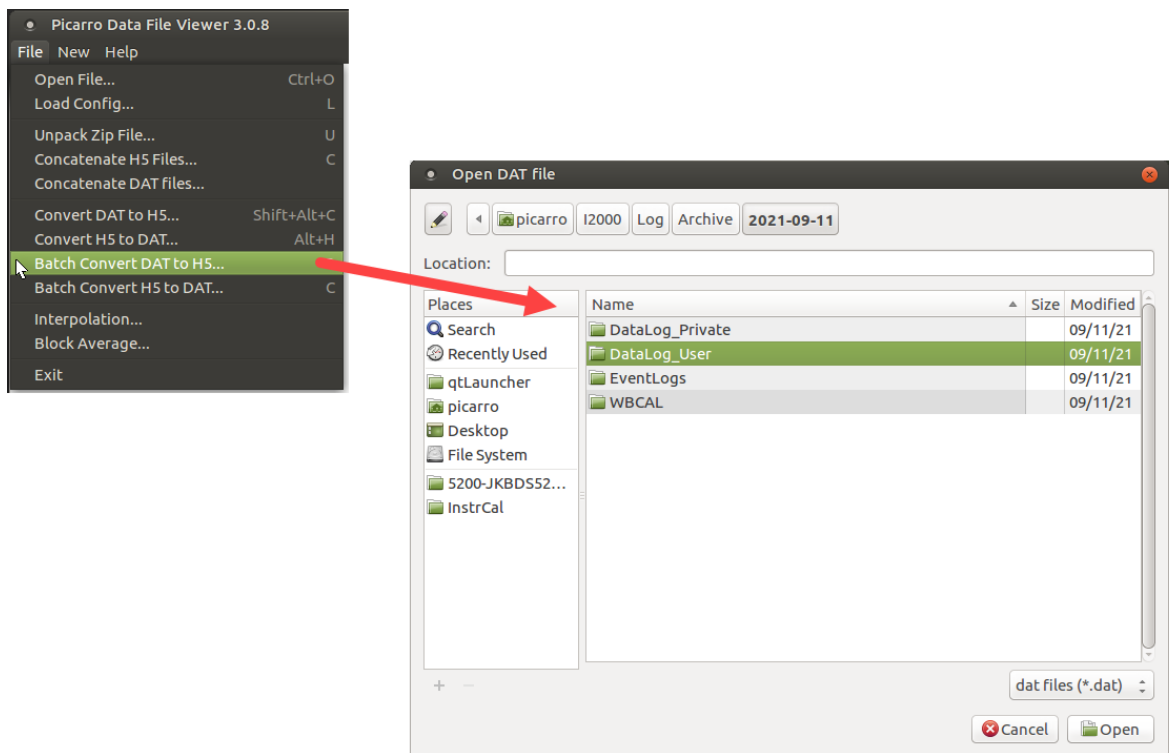 Picarro Data File Viewer 3.0.8
File New Help
Open File... Ctrl+O
Load Config... L
Unpack Zip File... U
Concatenate H5 Files... C
Concatenate DAT files...
Convert DAT to H5... Shift+Alt+C
Convert H5 to DAT... Alt+H
Batch Convert DAT to H5...
Batch Convert H5 to DAT... C
Interpolation...
Block Average...
Exit
Open DAT file
picarro I2000 Log Archive 2021-09-11
Location:
Places Name Size Modified
Search DataLog_Private 09/11/21
Recently Used DataLog_User 09/11/21
qtLauncher EventLogs 09/11/21
picarro WBCAL 09/11/21
Desktop
File System
5200-JKBDS52...
InstrCal
dat files (*.dat)
Cancel Open